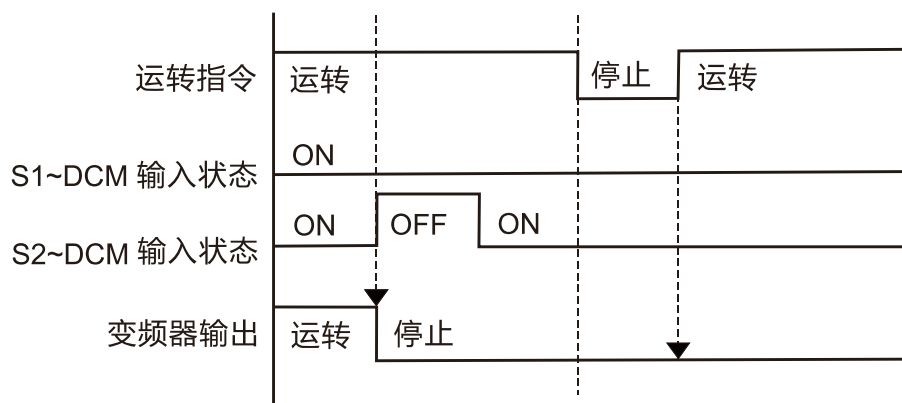 运转指令 运转 停止 运转
ON
S1~DCM 输入状态
ON OFF ON
S2~DCM 输入状态
变频器输出 运转 停止